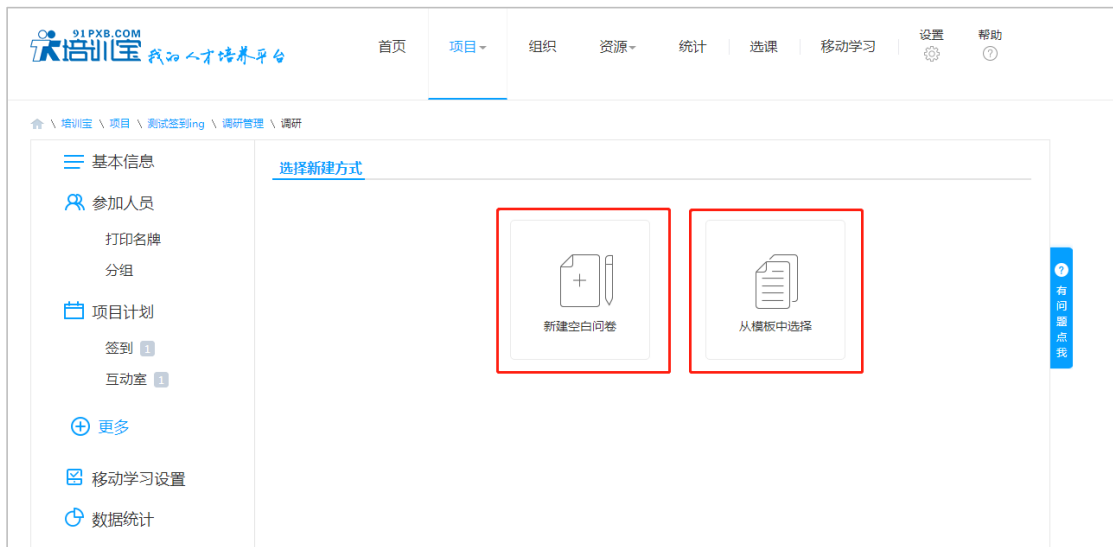 91PXB.COM
培训宝 我的人才培养平台
首页 项目 组织 资源 统计 选课 移动学习 设置 帮助
\ 培训宝 \ 项目 \ 测试签到ing \ 调研管理 \ 调研
基本信息
参加人员
打印名牌
分组
项目计划
签到 1
互动室 1
更多
移动学习设置
数据统计
选择新建方式
新建空白问卷
从模板中选择
?
有问题点我